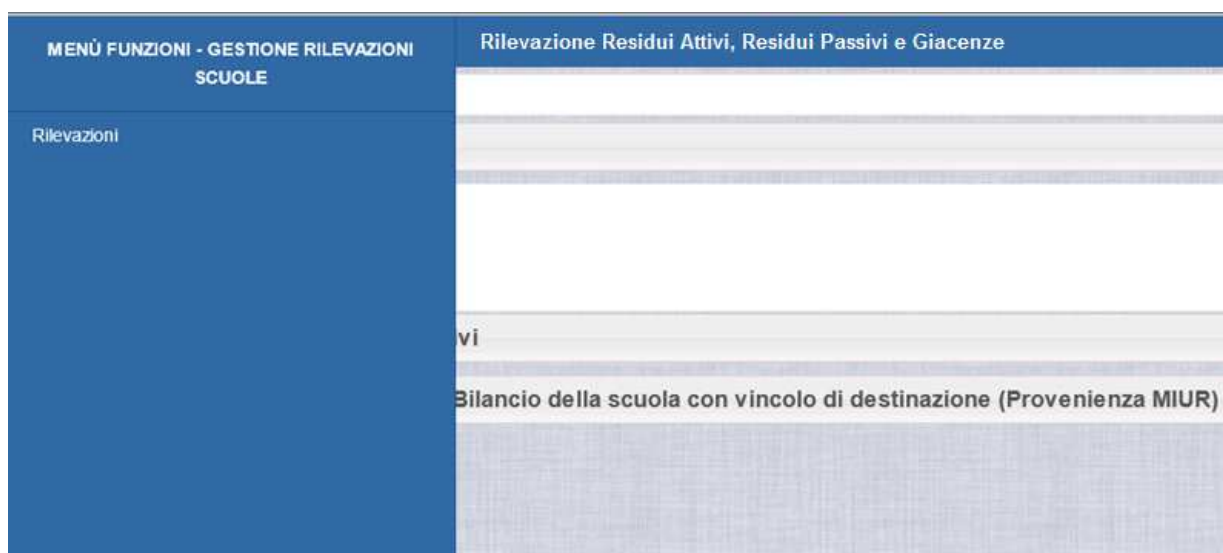 MENÙ FUNZIONI - GESTIONE RILEVAZIONI
SCUOLE
Rilevazioni
Rilevazione Residui Attivi, Residui Passivi e Giacenze
vi
Bilancio della scuola con vincolo di destinazione (Provenienza MIUR)